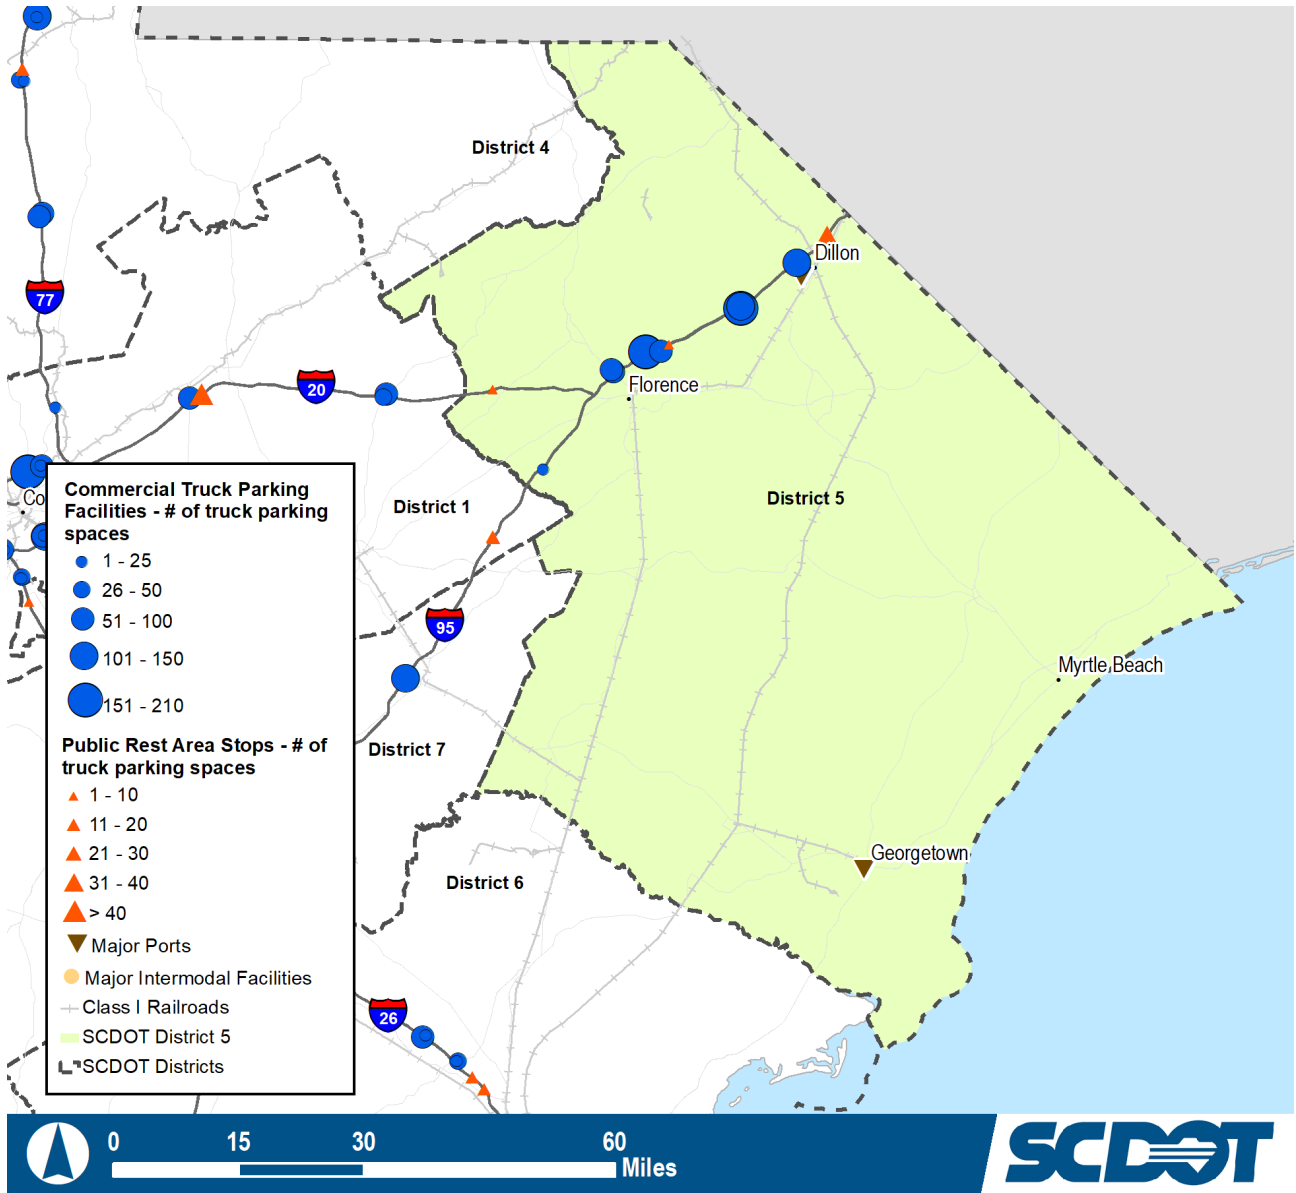 District 4
Dillon
77
20
Florence
Co
District 1
District 5
95
Myrtle Beach
District 7
Georgetown
District 6
26
Commercial Truck Parking
Facilities - # of truck parking
spaces
1 - 25
26 - 50
51 - 100
101 - 150
151 - 210
Public Rest Area Stops - # of
truck parking spaces
1 - 10
11 - 20
21 - 30
31 - 40
> 40
Major Ports
Major Intermodal Facilities
Class I Railroads
SCDOT District 5
SCDOT Districts
0 15 30 60
Miles
SCDOT